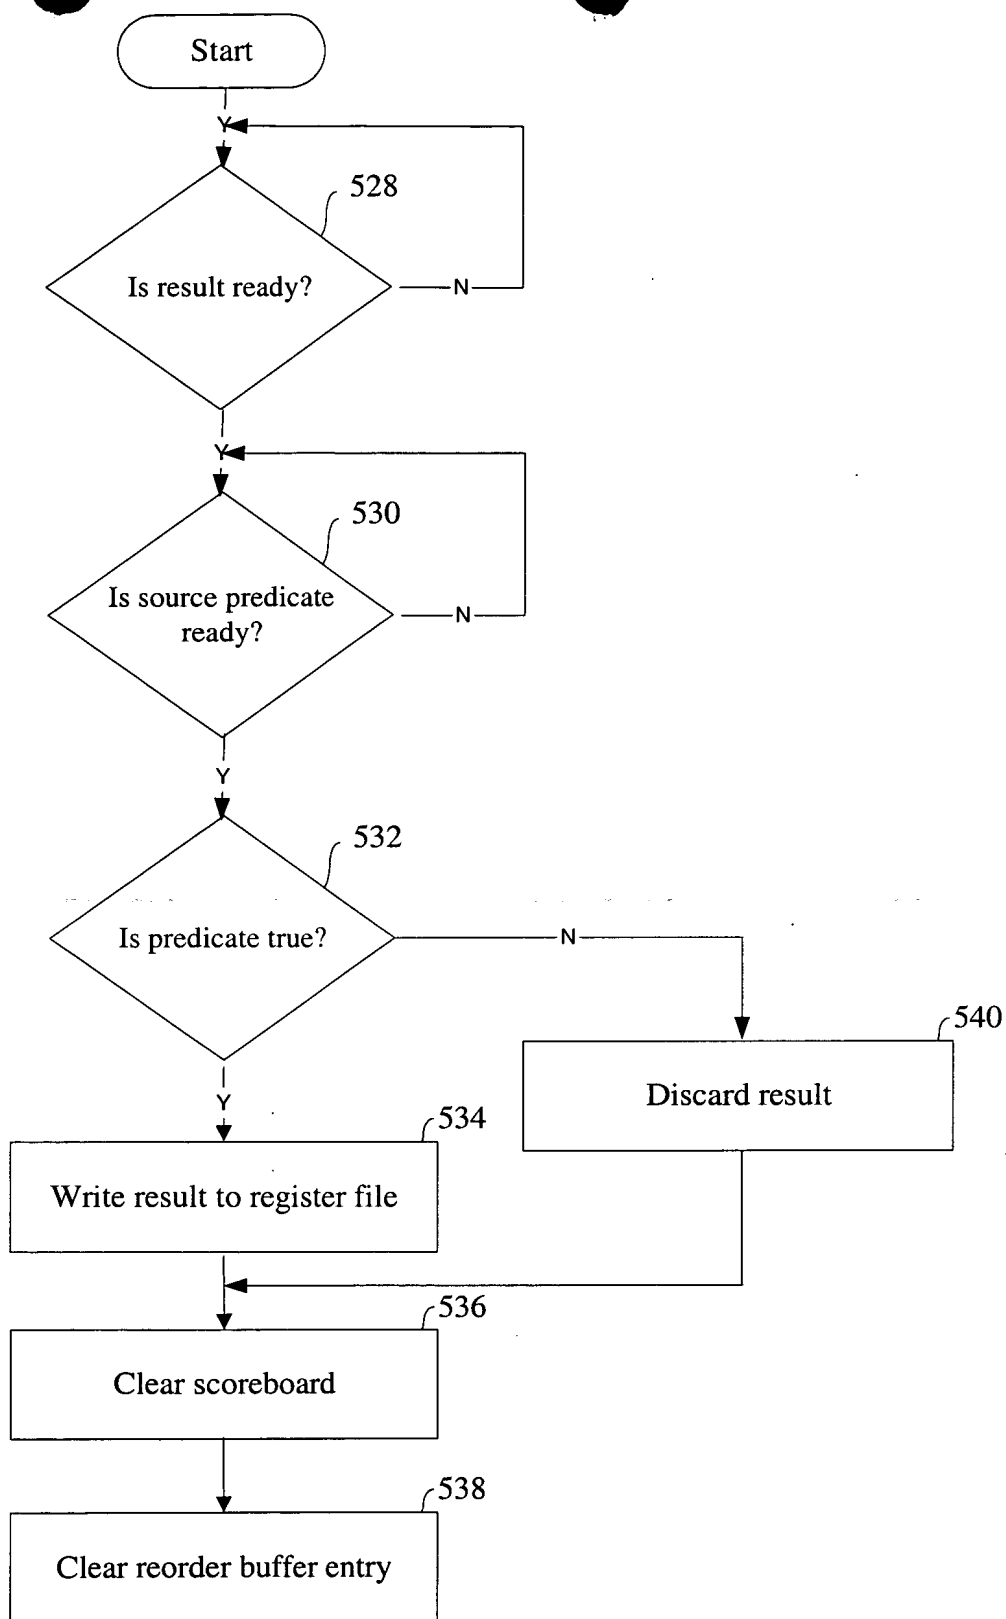 Start
Y
528
Is result ready?
N
Y
530
Is source predicate
ready?
N
Y
532
Is predicate true?
N
540
Discard result
Y
534
Write result to register file
536
Clear scoreboard
538
Clear reorder buffer entry